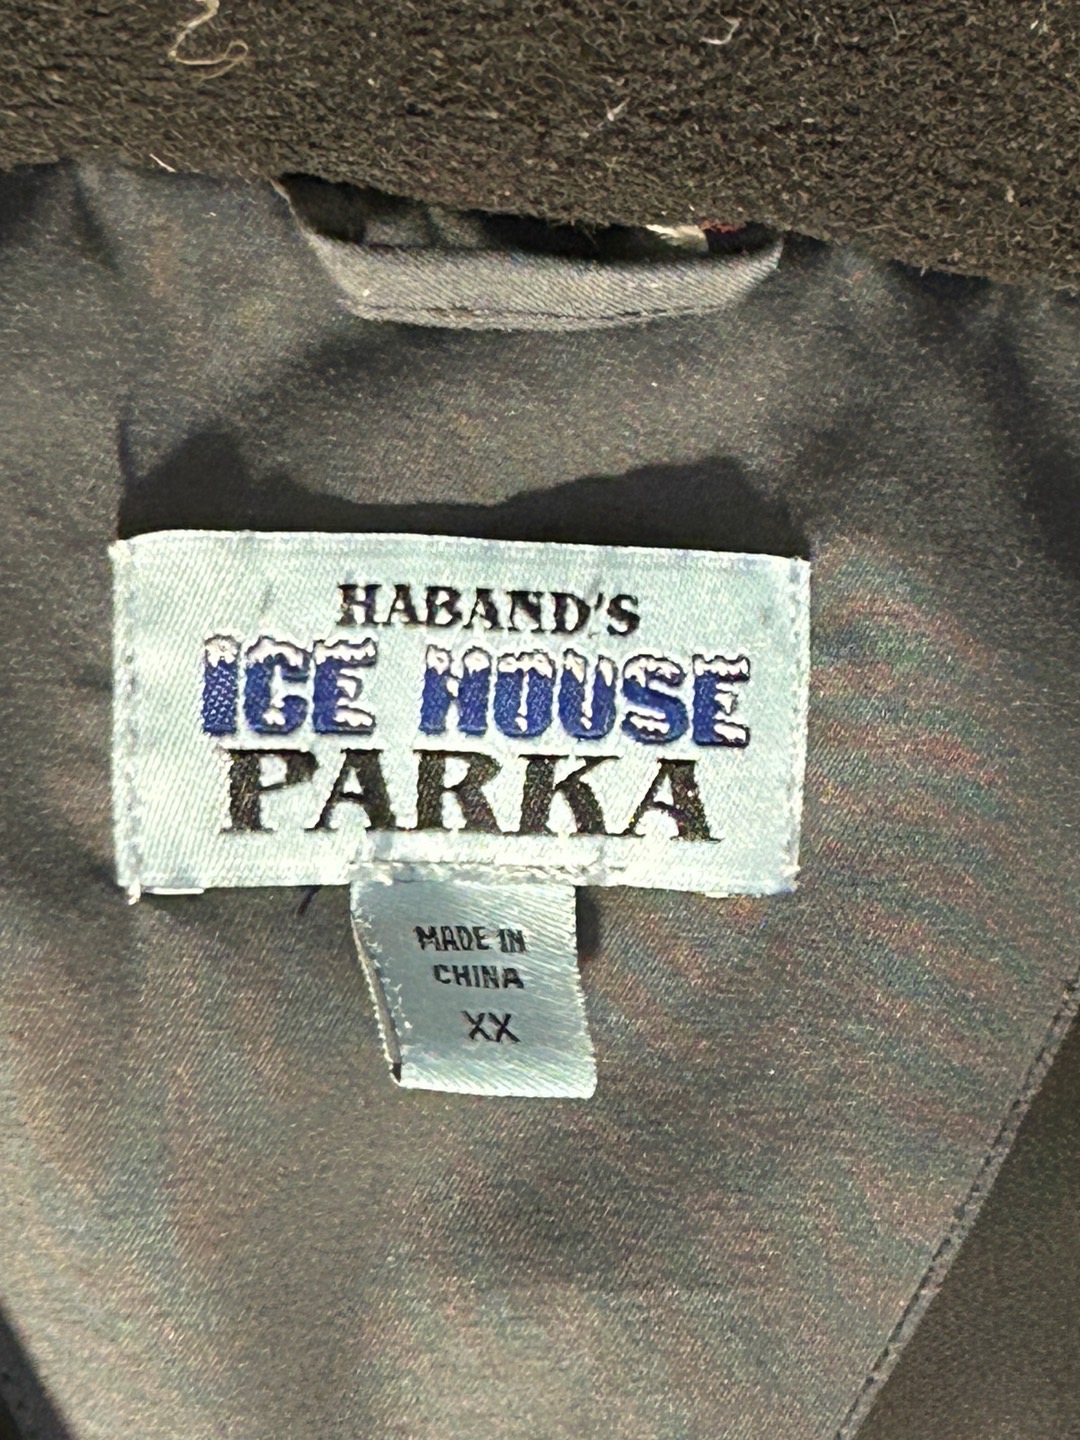 HABAND'S
ICE HOUSE
PARKA
MADE IN
CHINA
XX